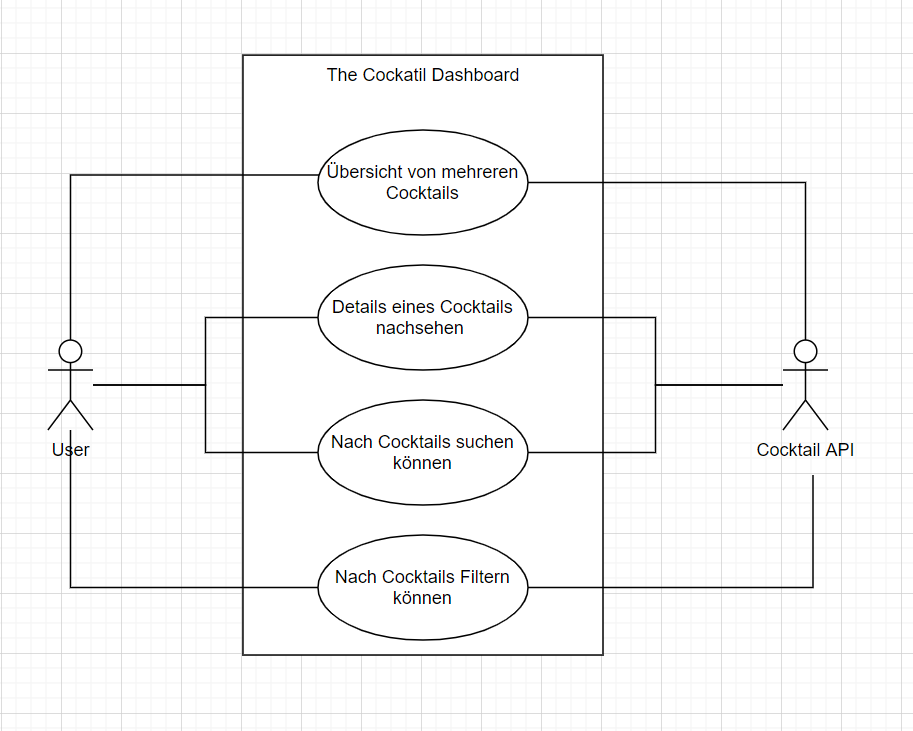 The Cockatil Dashboard
Übersicht von mehreren
Cocktails
Details eines Cocktails
nachsehen
Nach Cocktails suchen
können
User
Cocktail API
Nach Cocktails Filtern
können